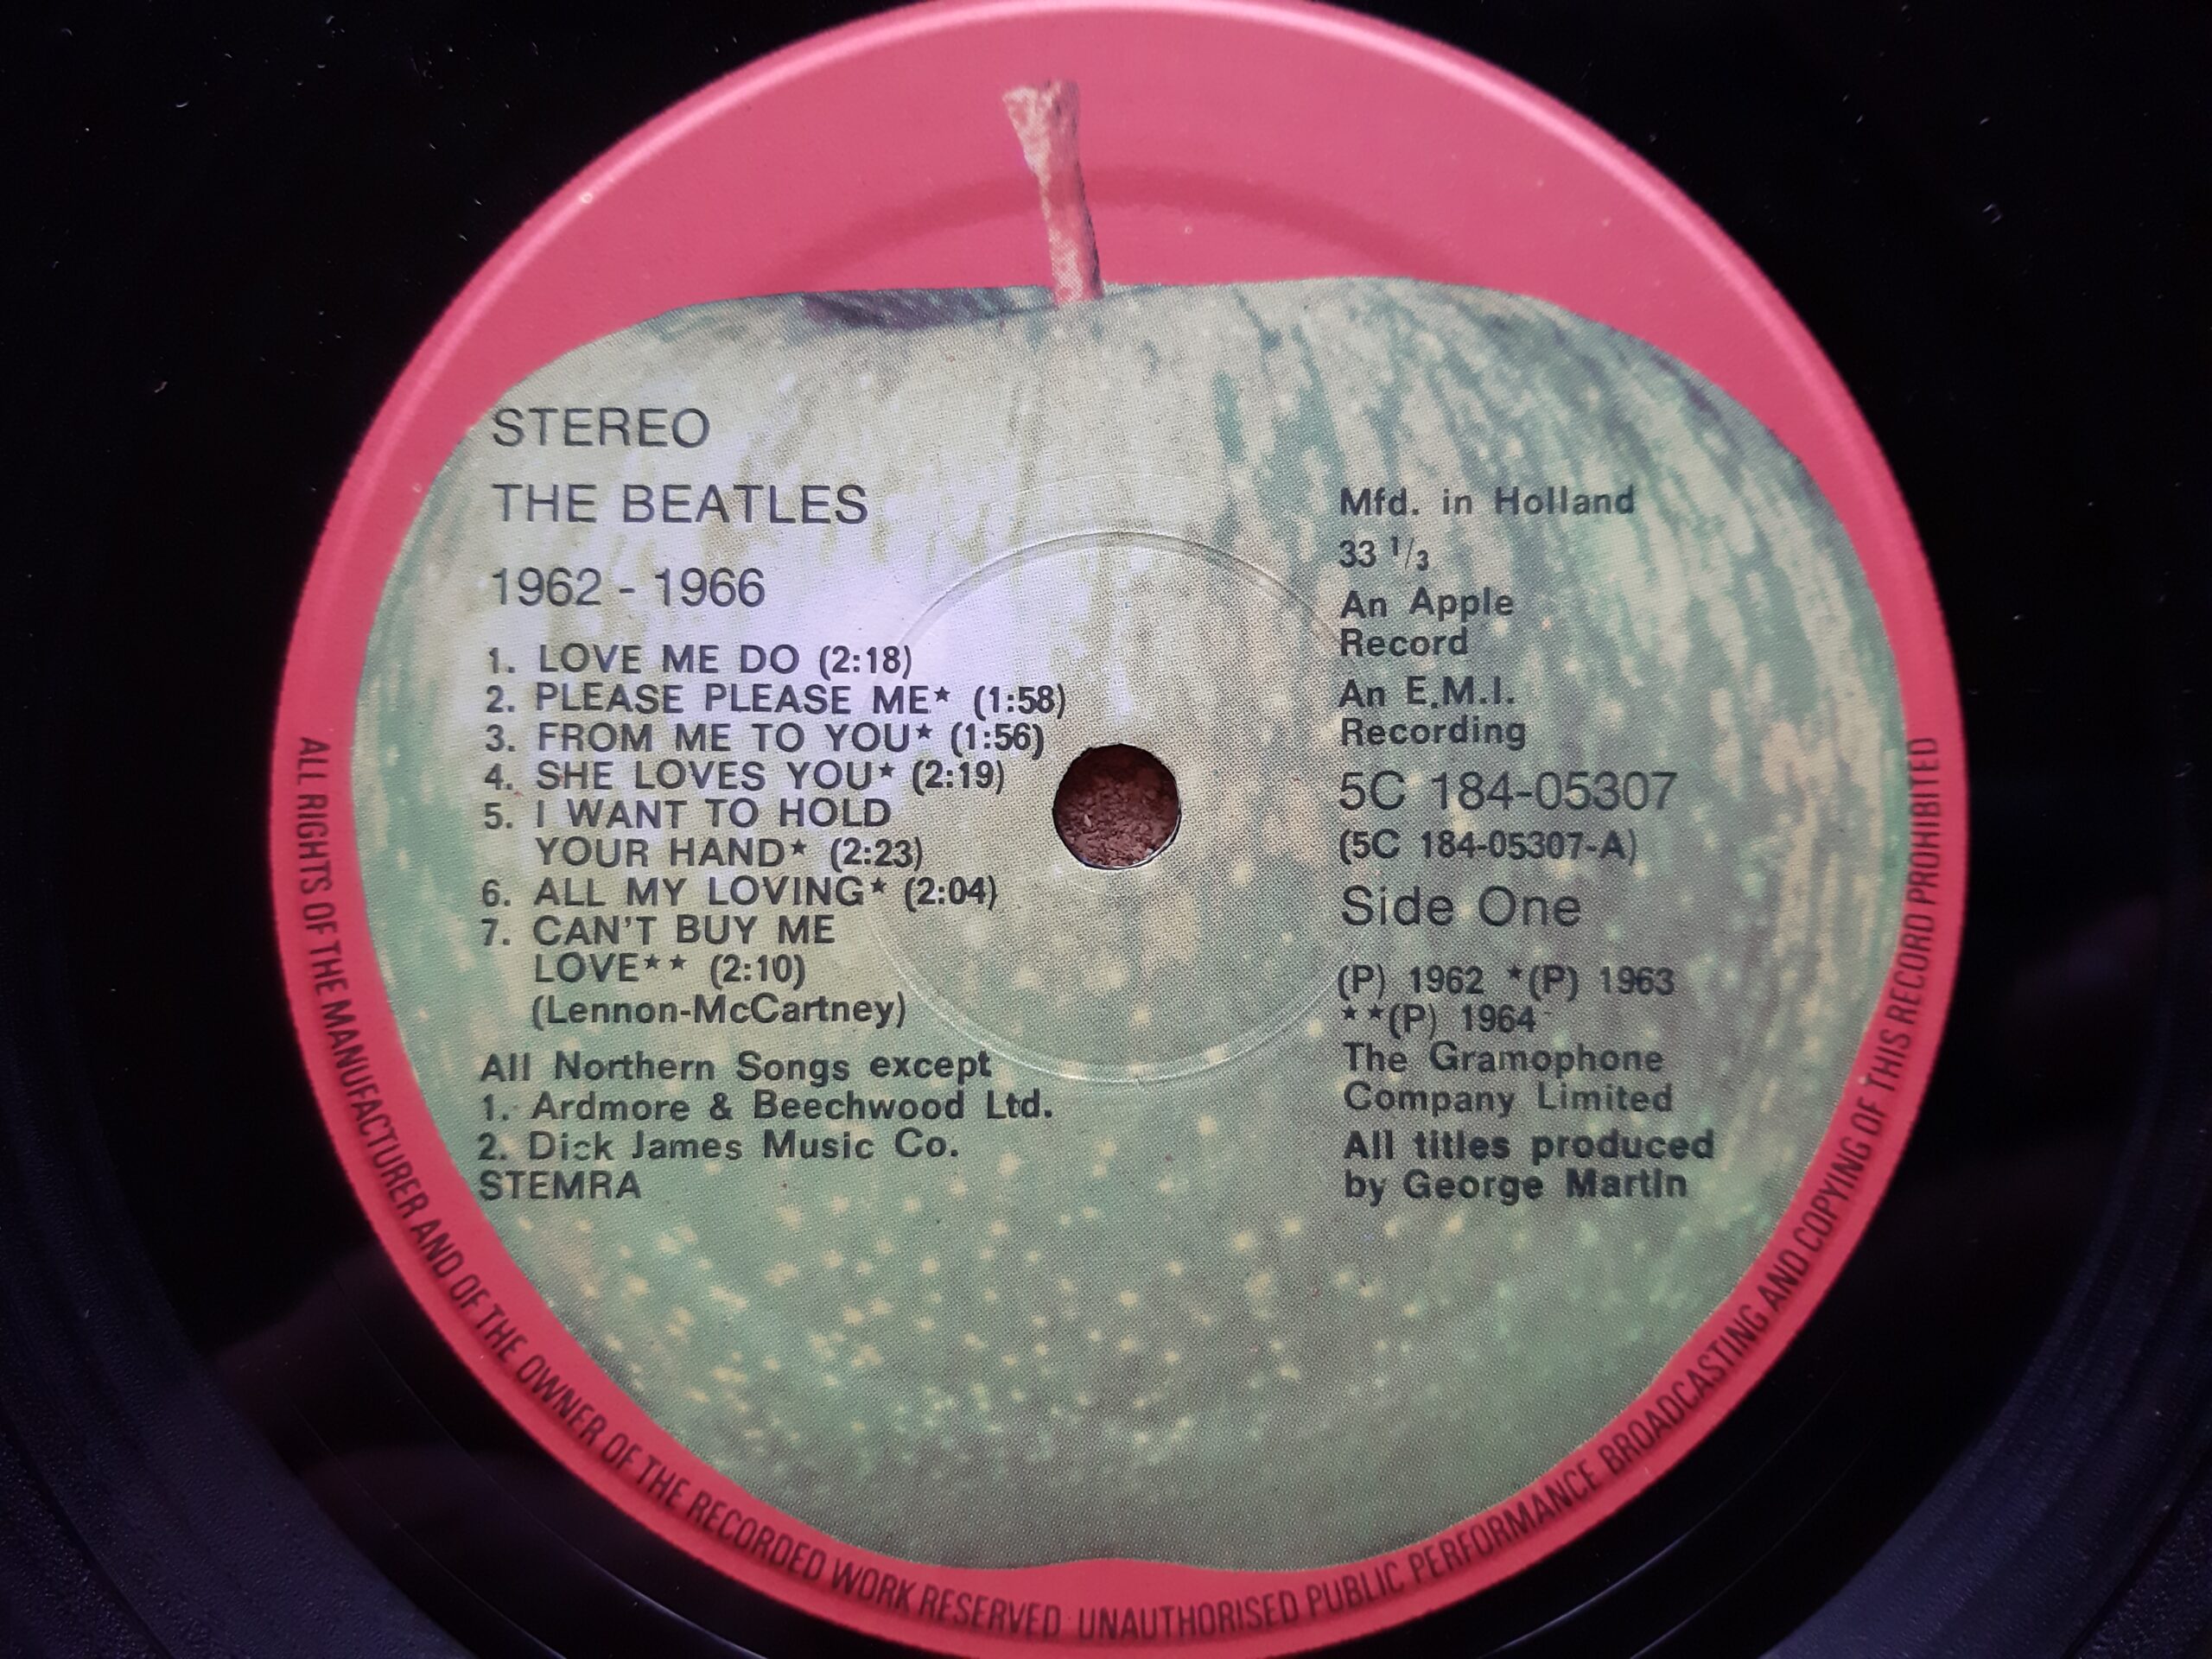 STEREO
THE BEATLES
1962 - 1966
1. LOVE ME DO (2:18)
2. PLEASE PLEASE ME* (1:58)
3. FROM ME TO YOU* (1:56)
4. SHE LOVES YOU* (2:19)
5. I WANT TO HOLD
YOUR HAND* (2:23)
6. ALL MY LOVING* (2:04)
7. CAN'T BUY ME
LOVE** (2:10)
(Lennon-McCartney)
All Northern Songs except
1. Ardmore & Beechwood Ltd.
2. Dick James Music Co.
STEMRA
Mfd. in Holland
33 1/3
An Apple
Record
An E.M.I.
Recording
5C 184-05307
(5C 184-05307-A)
Side One
(P) 1962 *(P) 1963
**(P) 1964
The Gramophone
Company Limited
All titles produced
by George Martin
ALL RIGHTS OF THE MANUFACTURER AND OF THE OWNER OF THE RECORDED WORK RESERVED UNAUTHORISED PUBLIC PERFORMANCE BROADCASTING AND COPYING OF THIS RECORD PROHIBITED